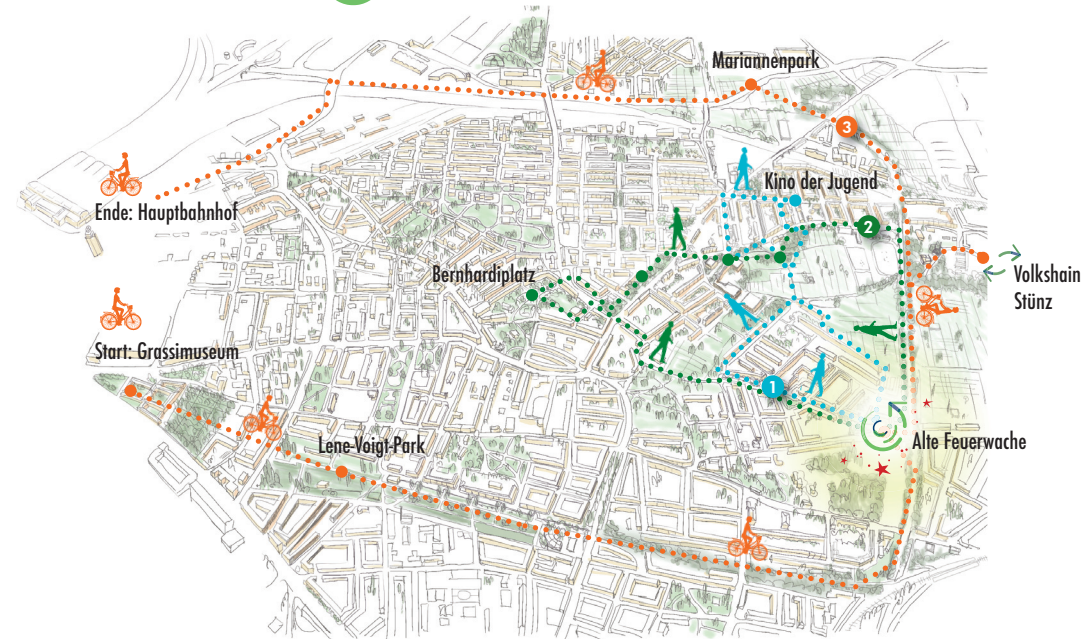 Mariannenpark
3
Kino der Jugend
Ende: Hauptbahnhof
2
Bernhardiplatz
Volkshain
Stünz
Start: Grassimuseum
1
Lene-Voigt-Park
Alte Feuerwache